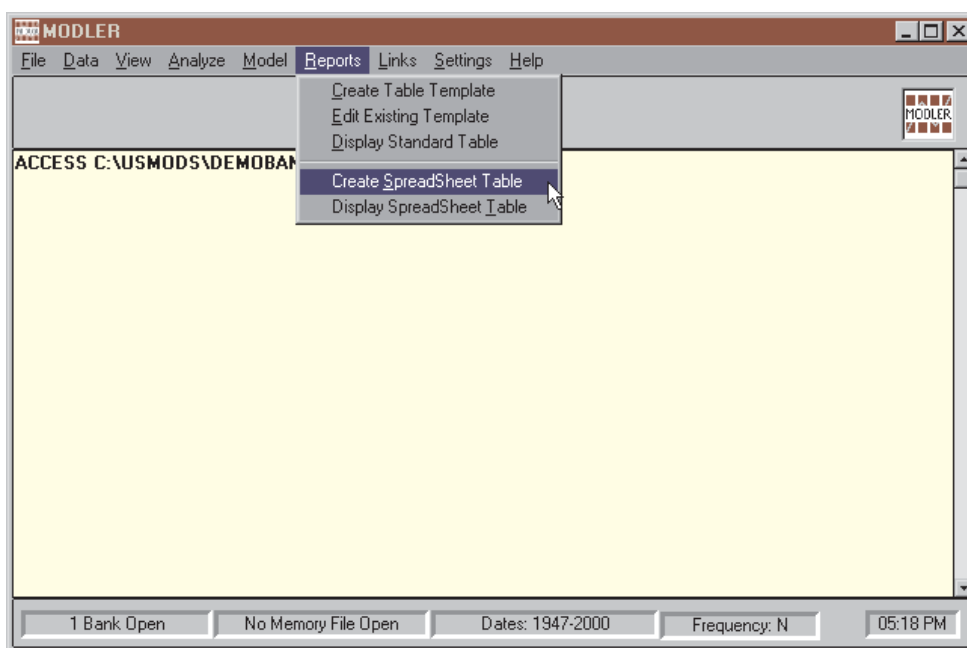 MODLER
File Data View Analyze Model Reports Links Settings Help
Create Table Template
Edit Existing Template
Display Standard Table
MODLER
ACCESS C:\USMODS\DEMOBAN
Create SpreadSheet Table
Display SpreadSheet Table
1 Bank Open No Memory File Open Dates: 1947-2000 Frequency: N 05:18 PM